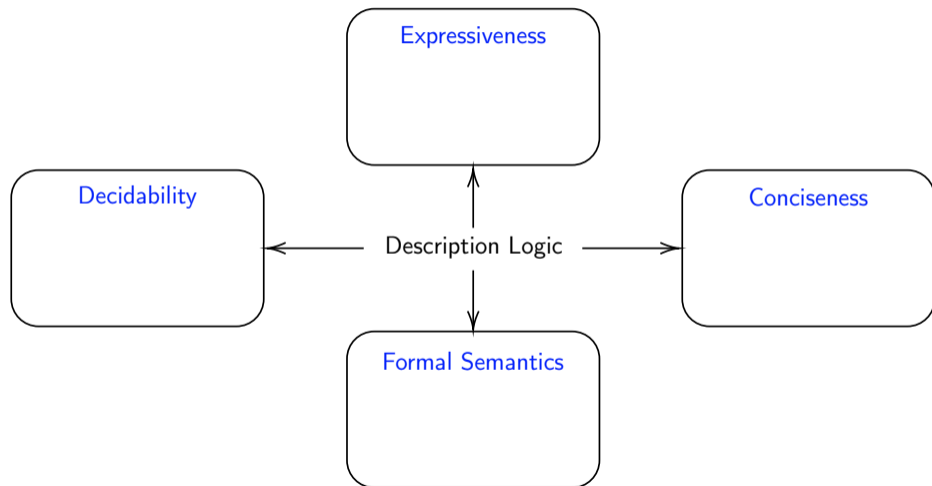 Expressiveness
Decidability
Description Logic
Conciseness
Formal Semantics